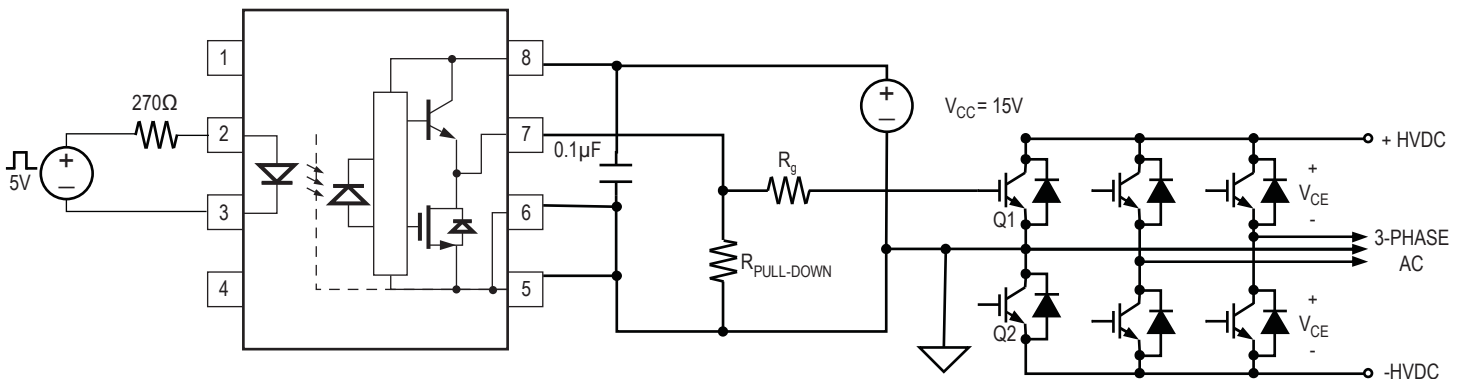 1
2
3
4
8
7
6
5
270Ω
+
–
5V
0.1µF
+
–
V_CC = 15V
R_g
R_PULL-DOWN
Q1
Q2
+ HVDC
+
V_CE
-
3-PHASE
AC
+
V_CE
-
-HVDC